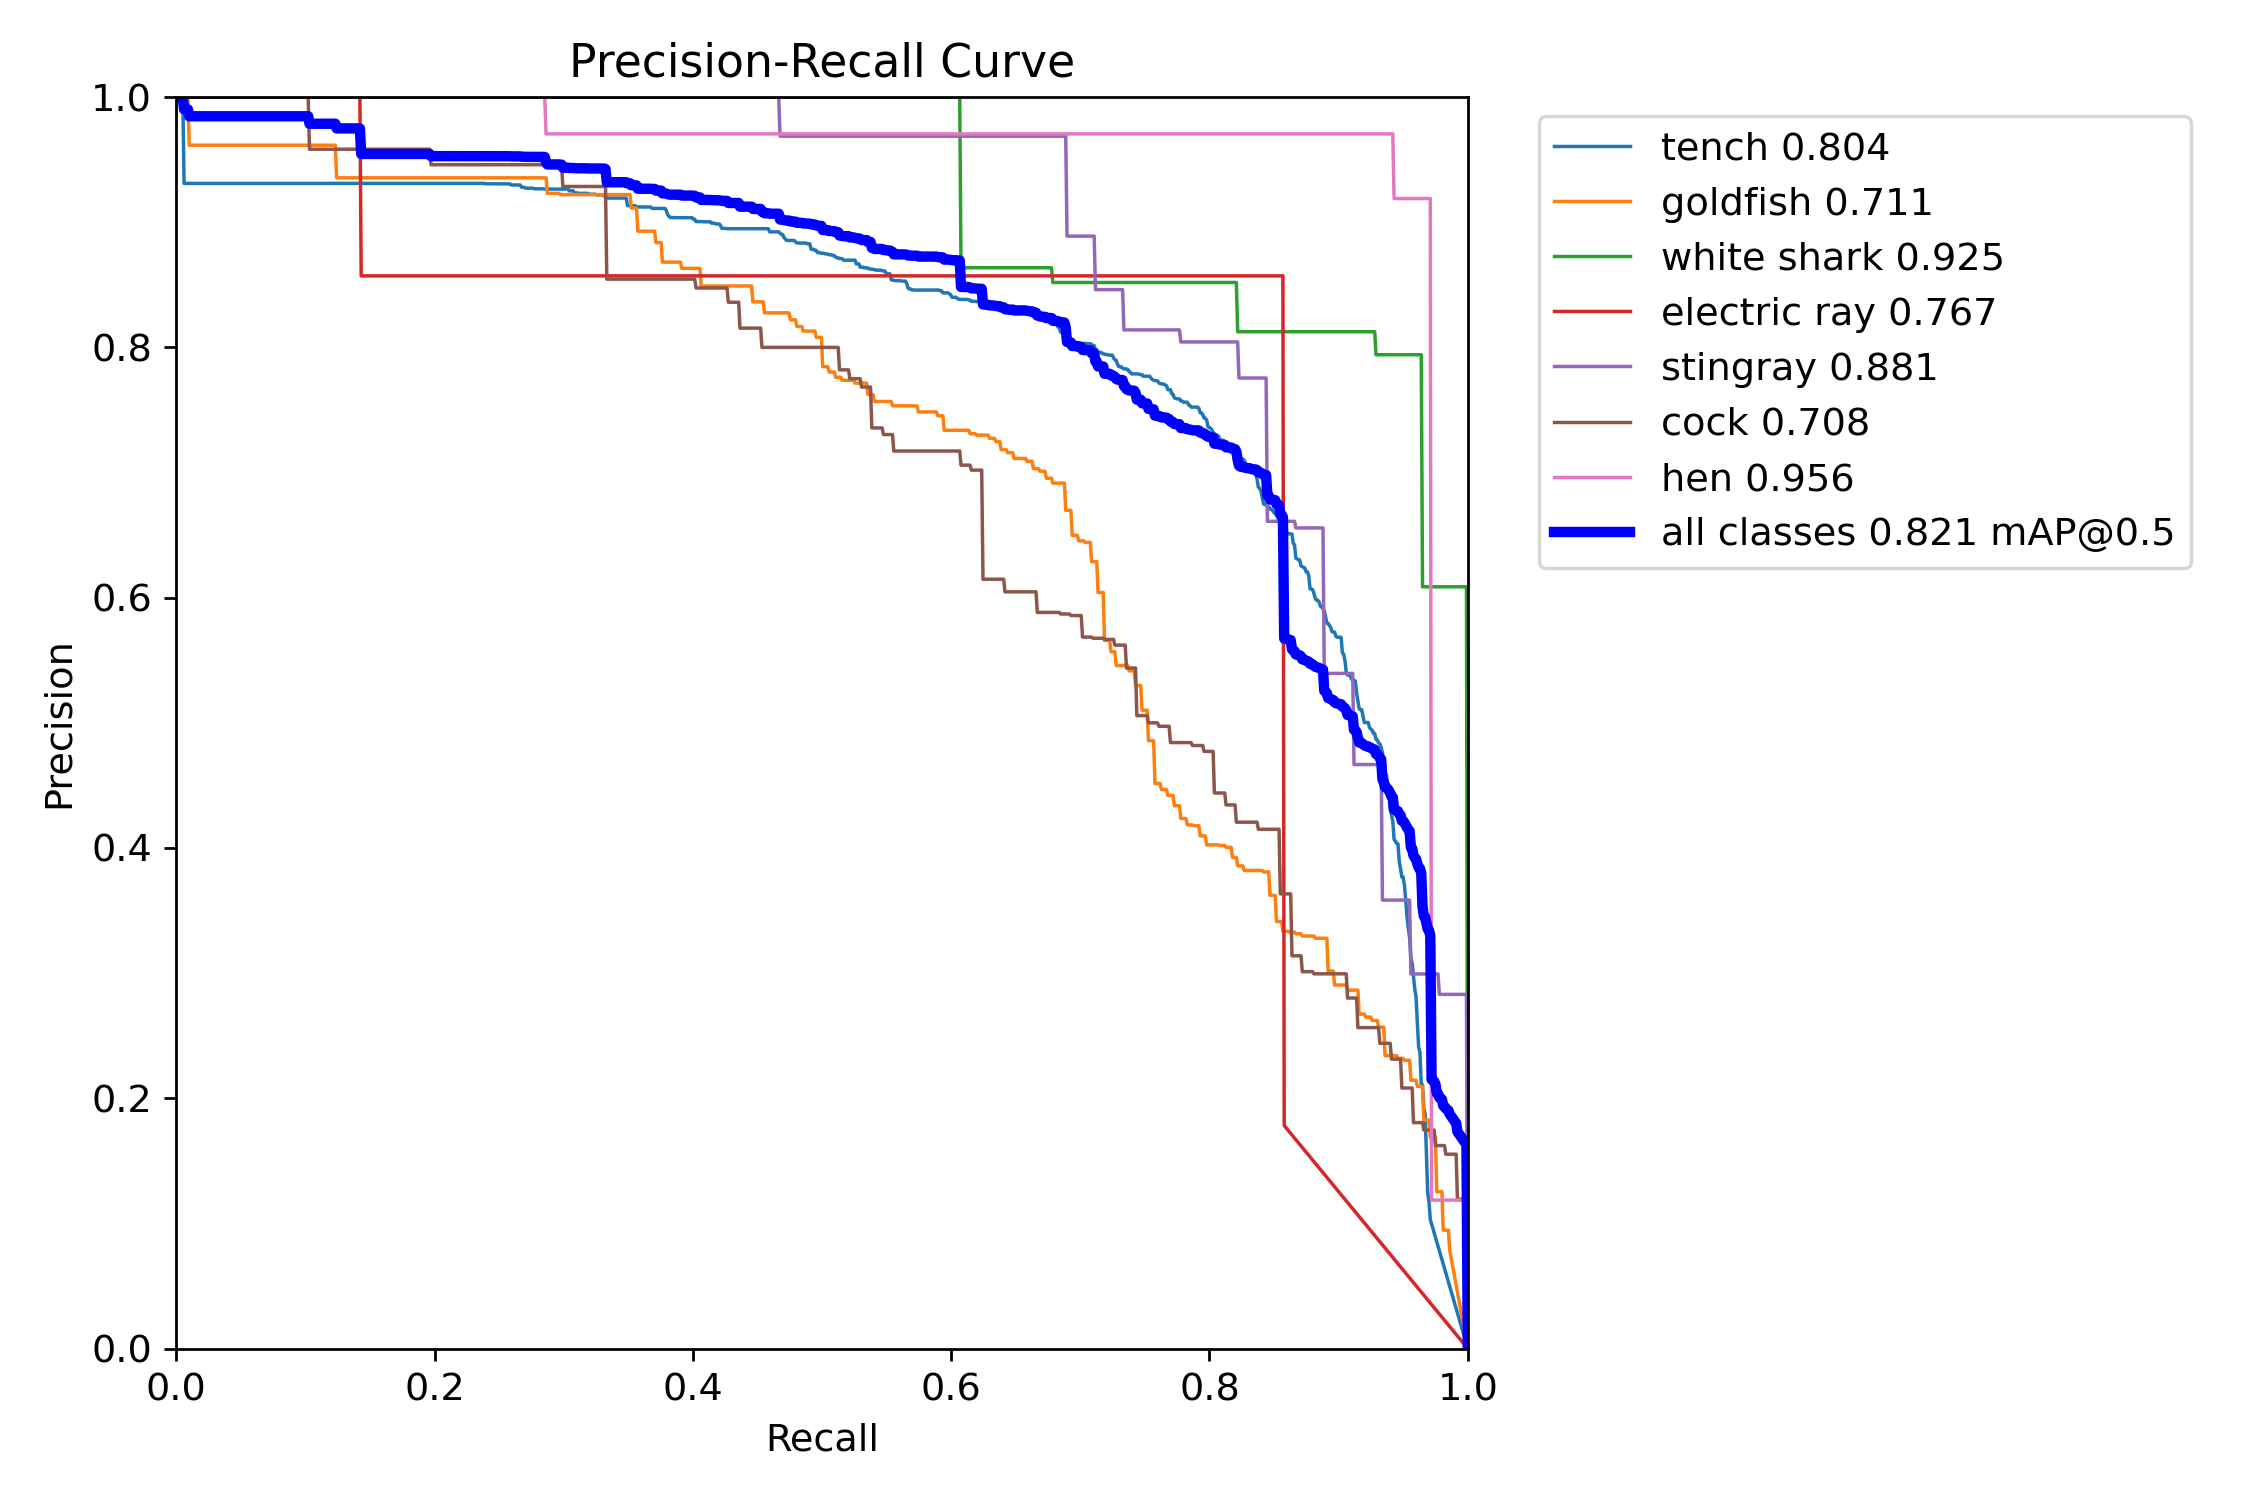 Precision-Recall Curve
1.0
0.8
0.6
0.4
0.2
0.0
Precision
0.0 0.2 0.4 0.6 0.8 1.0
Recall
tench 0.804
goldfish 0.711
white shark 0.925
electric ray 0.767
stingray 0.881
cock 0.708
hen 0.956
all classes 0.821 mAP@0.5